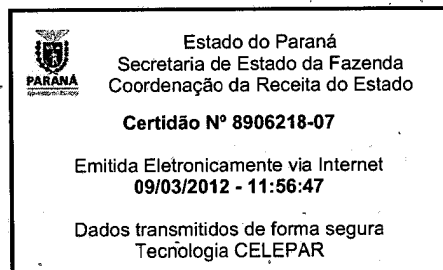 Estado do Paraná
Secretaria de Estado da Fazenda
PARANÁ
Coordenação da Receita do Estado
Certidão Nº 8906218-07
Emitida Eletronicamente via Internet
09/03/2012 - 11:56:47
Dados transmitidos de forma segura
Tecnologia CELEPAR